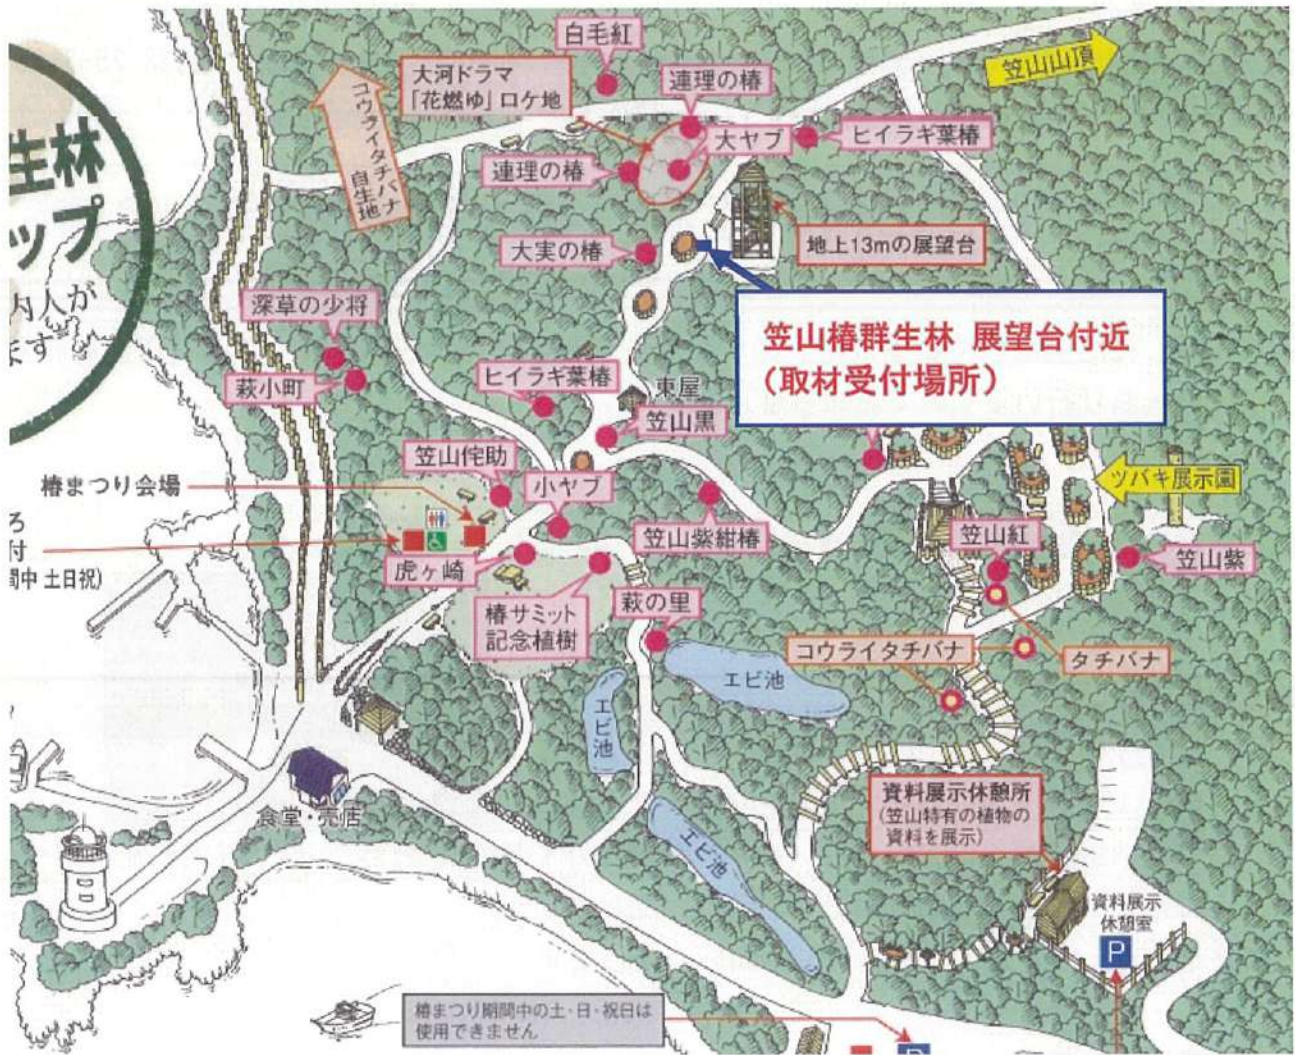 生林
ップ
内人が
ます
白毛紅
大河ドラマ
「花燃ゆ」ロケ地
連理の椿
大ヤブ
ヒイラギ葉椿
笠山山頂
コウライタチバナ
自生地
連理の椿
大実の椿
地上13mの展望台
深草の少将
萩小町
笠山椿群生林 展望台付近
(取材受付場所)
ヒイラギ葉椿
東屋
笠山黒
笠山侘助
小ヤブ
椿まつり会場
ろ
付
間中 土日祝)
虎ヶ崎
笠山紫紺椿
ツバキ展示園
笠山紅
笠山紫
椿サミット
記念植樹
萩の里
コウライタチバナ
タチバナ
エビ池
エビ池
エビ池
食堂・売店
資料展示休憩所
(笠山特有の植物の
資料を展示)
資料展示
休憩室
P
椿まつり期間中の土・日・祝日は
使用できません